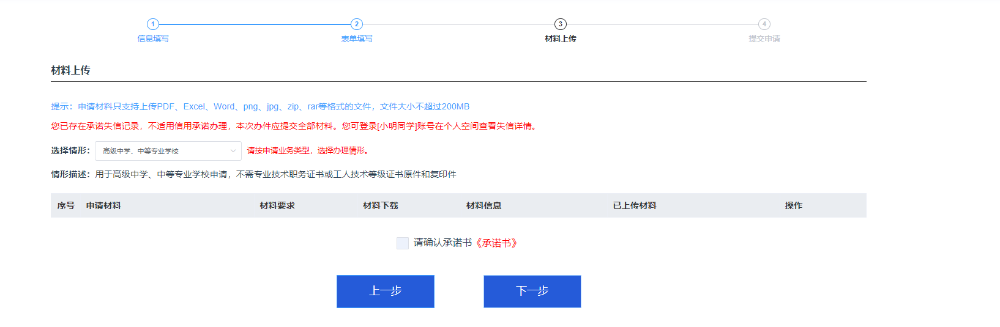 1 2 3 4
信息填写 表单填写 材料上传 提交申请
材料上传
提示：申请材料只支持上传PDF、Excel、Word、png、jpg、zip、rar等格式的文件，文件大小不超过200MB
您已存在承诺失信记录，不适用信用承诺办理，本次办件应提交全部材料。您可登录[小明同学]账号在个人空间查看失信详情。
选择情形： 高级中学、中等专业学校 请按申请业务类型，选择办理情形。
情形描述：用于高级中学、中等专业学校申请，不需专业技术职务证书或工人技术等级证书原件和复印件
序号 申请材料 材料要求 材料下载 材料信息 已上传材料 操作
请确认承诺书《承诺书》
上一步 下一步